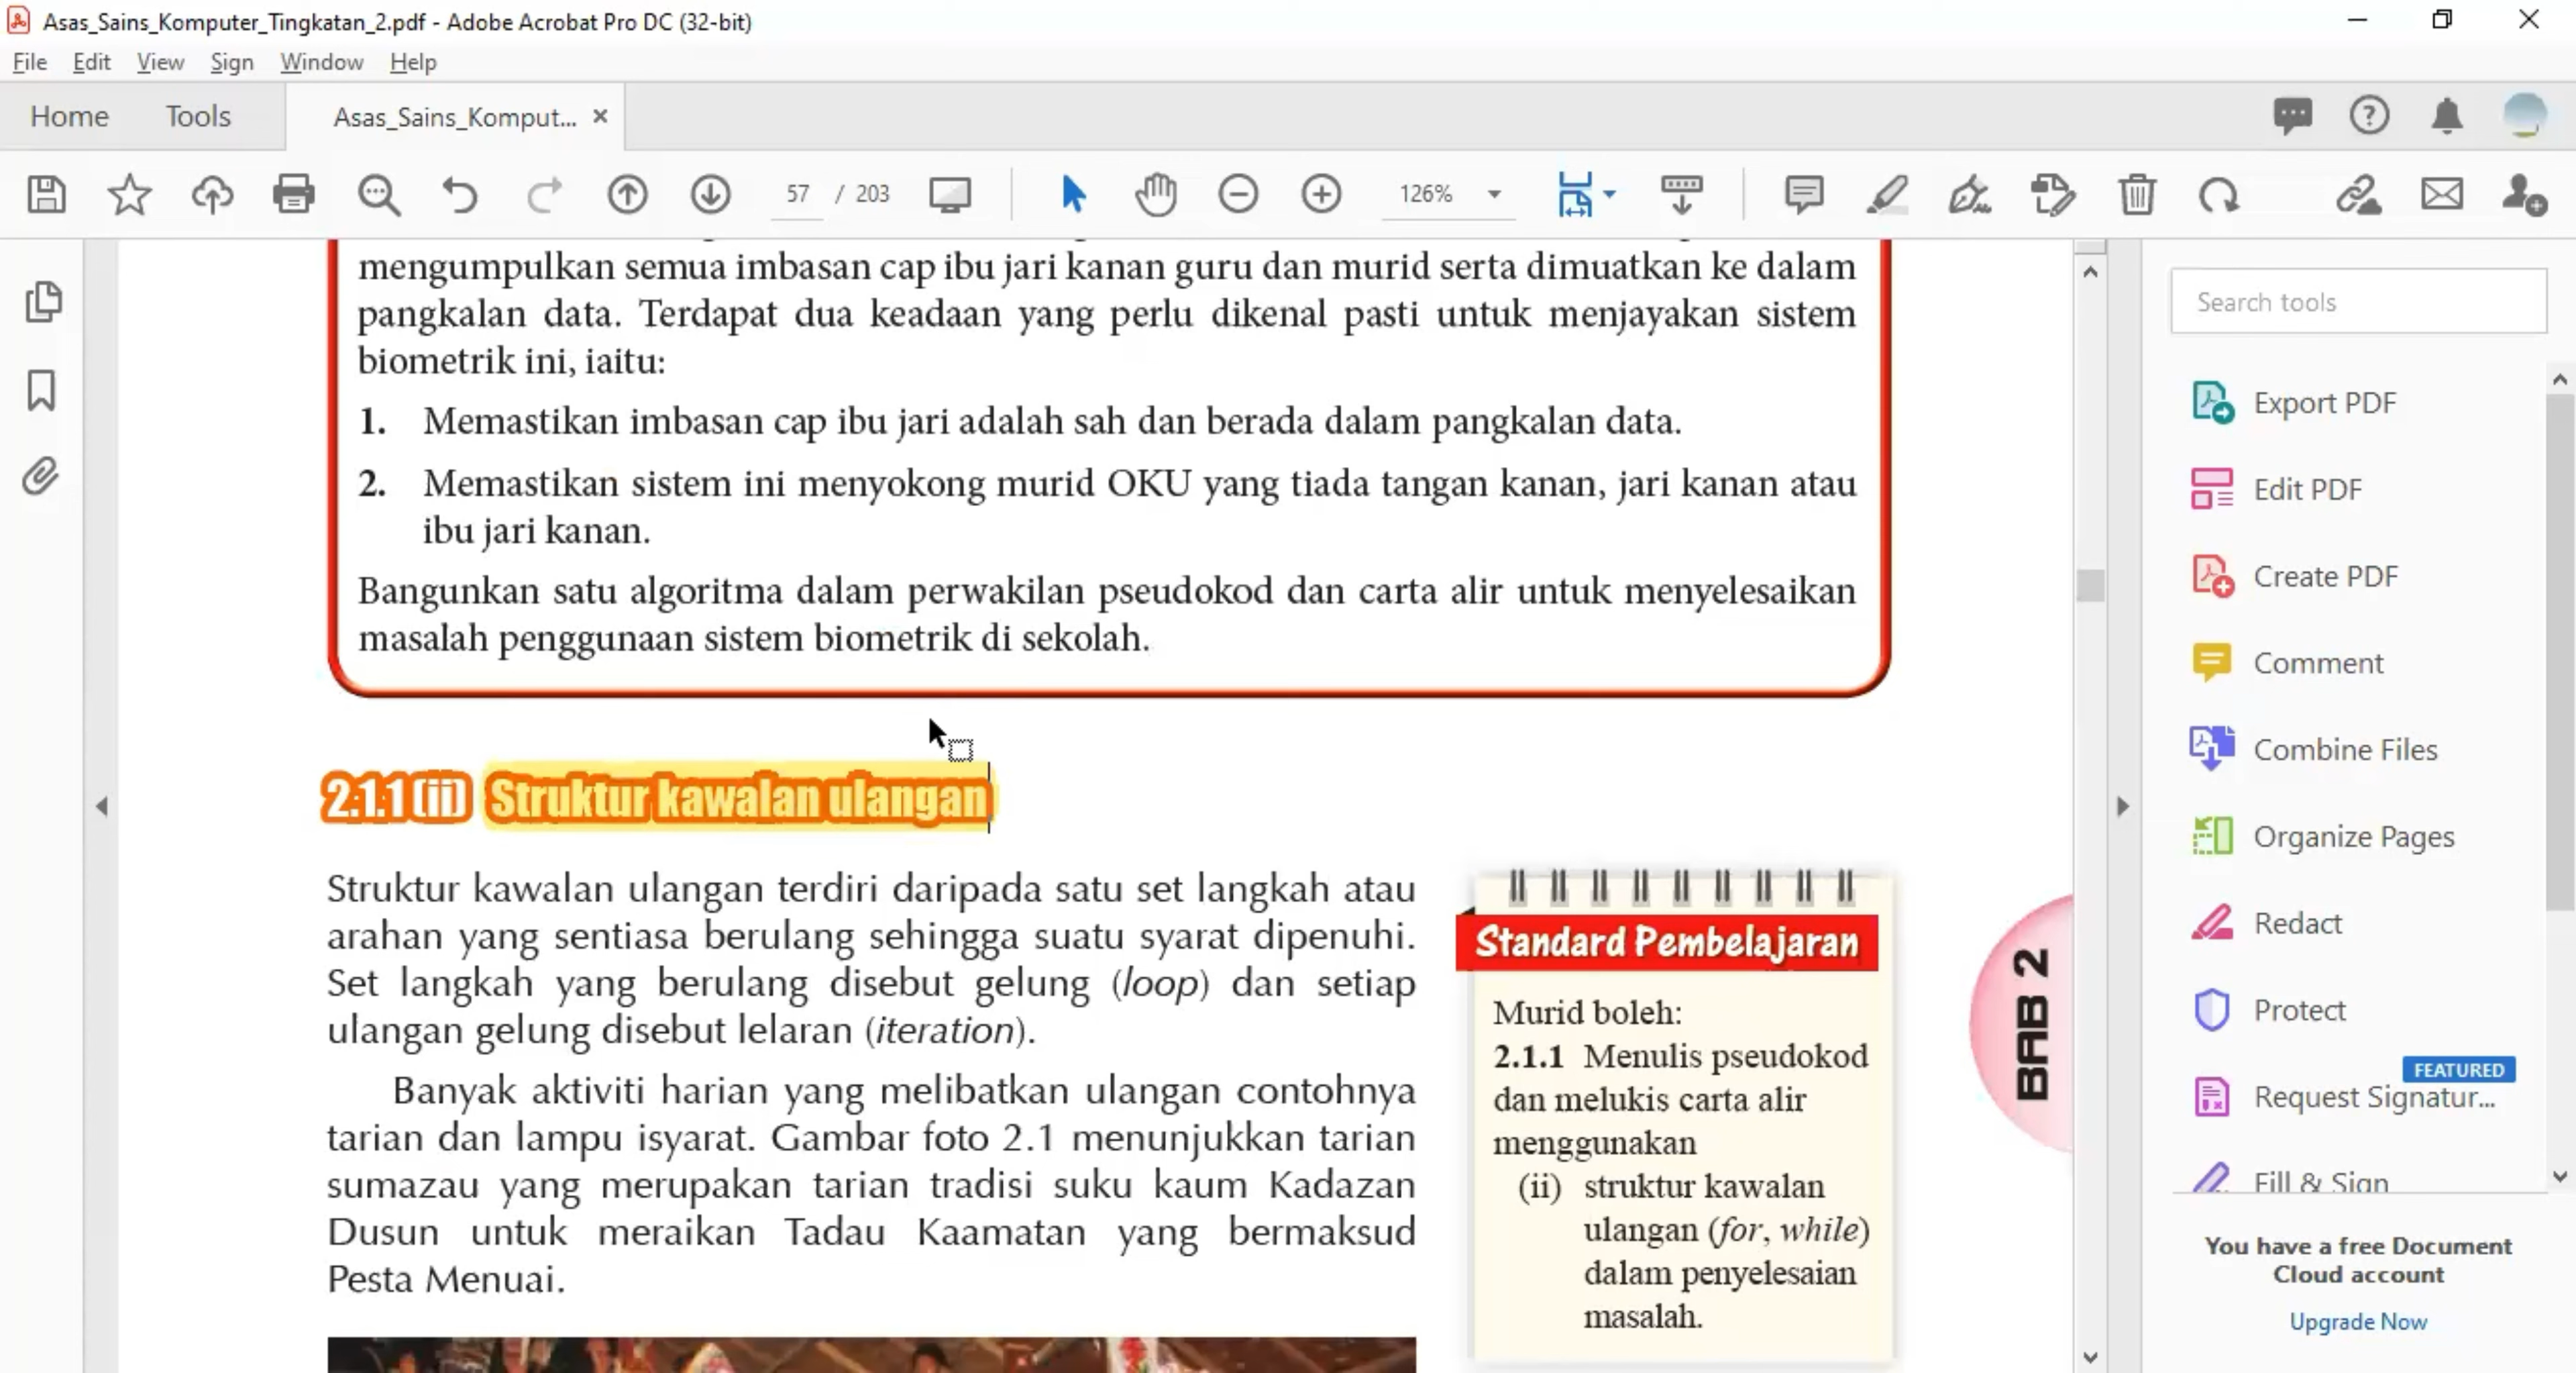 Asas_Sains_Komputer_Tingkatan_2.pdf - Adobe Acrobat Pro DC (32-bit)
File Edit View Sign Window Help
Home Tools Asas_Sains_Komput...
57 / 203 126%
mengumpulkan semua imbasan cap ibu jari kanan guru dan murid serta dimuatkan ke dalam
pangkalan data. Terdapat dua keadaan yang perlu dikenal pasti untuk menjayakan sistem
biometrik ini, iaitu:
1. Memastikan imbasan cap ibu jari adalah sah dan berada dalam pangkalan data.
2. Memastikan sistem ini menyokong murid OKU yang tiada tangan kanan, jari kanan atau
ibu jari kanan.
Bangunkan satu algoritma dalam perwakilan pseudokod dan carta alir untuk menyelesaikan
masalah penggunaan sistem biometrik di sekolah.
2.1.1 (ii) Struktur kawalan ulangan
Struktur kawalan ulangan terdiri daripada satu set langkah atau
arahan yang sentiasa berulang sehingga suatu syarat dipenuhi.
Set langkah yang berulang disebut gelung (loop) dan setiap
ulangan gelung disebut lelaran (iteration).
Banyak aktiviti harian yang melibatkan ulangan contohnya
tarian dan lampu isyarat. Gambar foto 2.1 menunjukkan tarian
sumazau yang merupakan tarian tradisi suku kaum Kadazan
Dusun untuk meraikan Tadau Kaamatan yang bermaksud
Pesta Menuai.
Standard Pembelajaran
Murid boleh:
2.1.1 Menulis pseudokod
dan melukis carta alir
menggunakan
(ii) struktur kawalan
ulangan (for, while)
dalam penyelesaian
masalah.
BAB 2
Search tools
Export PDF
Edit PDF
Create PDF
Comment
Combine Files
Organize Pages
Redact
Protect
FEATURED
Request Signatur...
Fill & Sign
You have a free Document
Cloud account
Upgrade Now